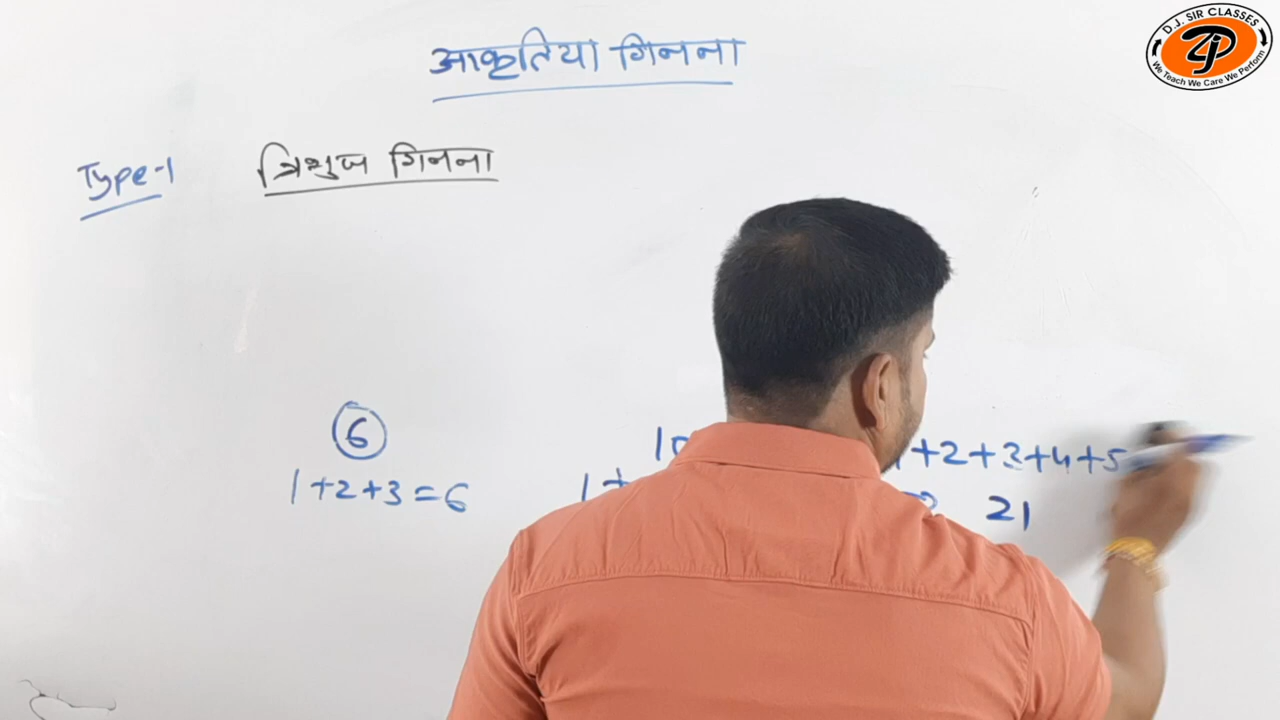 D.J. SIR CLASSES
We Teach We Care We Perform
आकृतिया गिनना
Type-1 त्रिभुज गिनना
6
1+2+3=6
10
1+
+2+3+4+5
21